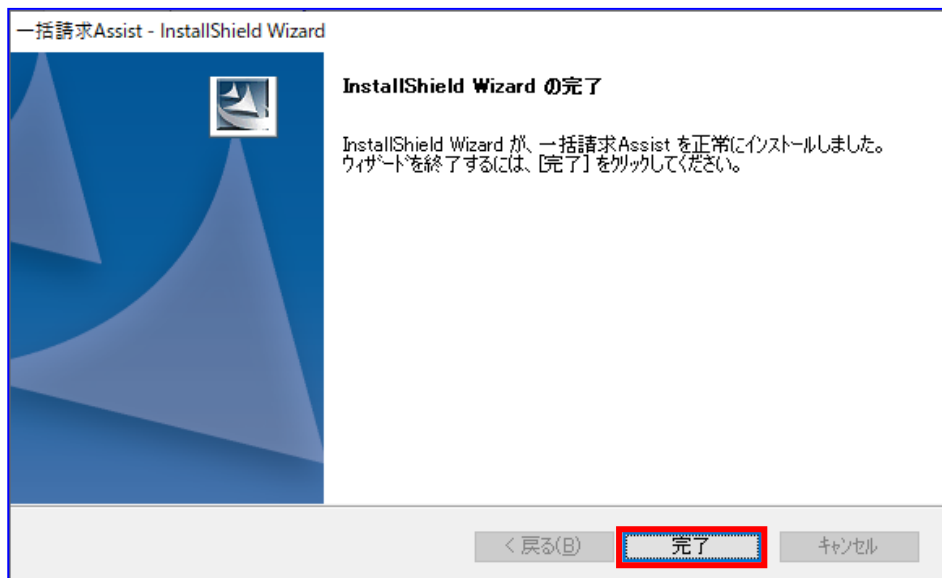 一括請求Assist - InstallShield Wizard
InstallShield Wizard の完了
InstallShield Wizard が、一括請求Assist を正常にインストールしました。
ウィザードを終了するには、[完了] をクリックしてください。
< 戻る(B) 完了 キャンセル